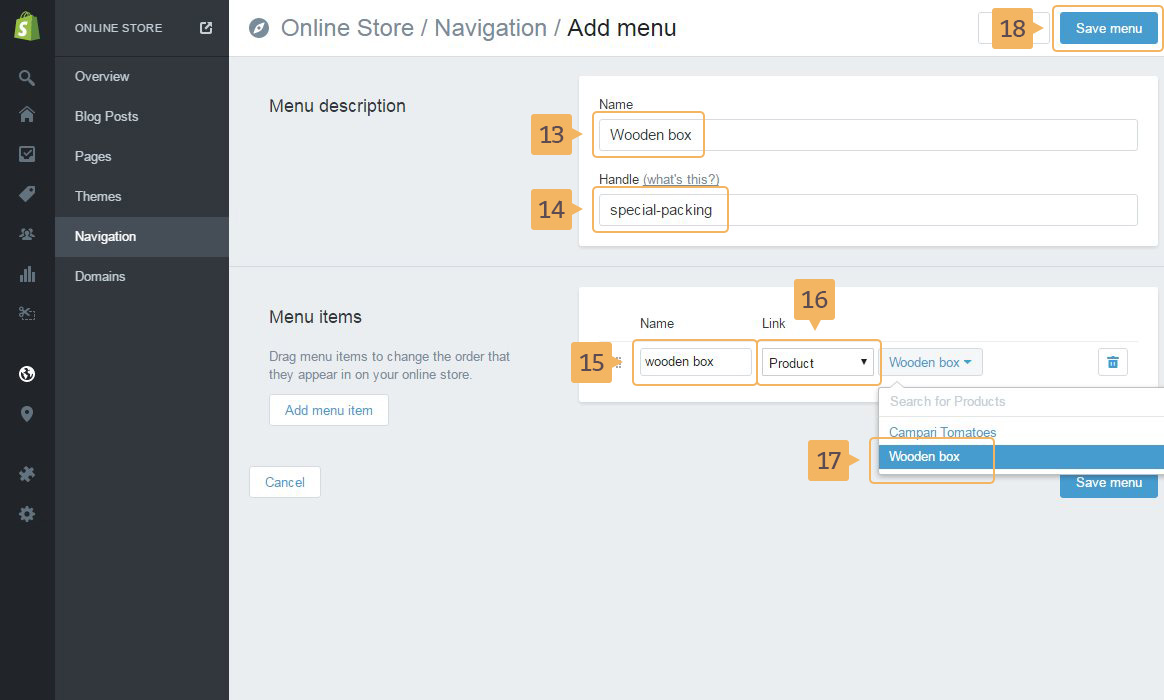 ONLINE STORE
Overview
Blog Posts
Pages
Themes
Navigation
Domains
Online Store / Navigation / Add menu
18
Save menu
Menu description
Name
13
Wooden box
Handle (what's this?)
14
special-packing
Menu items
Drag menu items to change the order that
they appear in on your online store.
Add menu item
16
Name Link
15
wooden box Product Wooden box
Search for Products
Campari Tomatoes
17
Wooden box
Cancel
Save menu